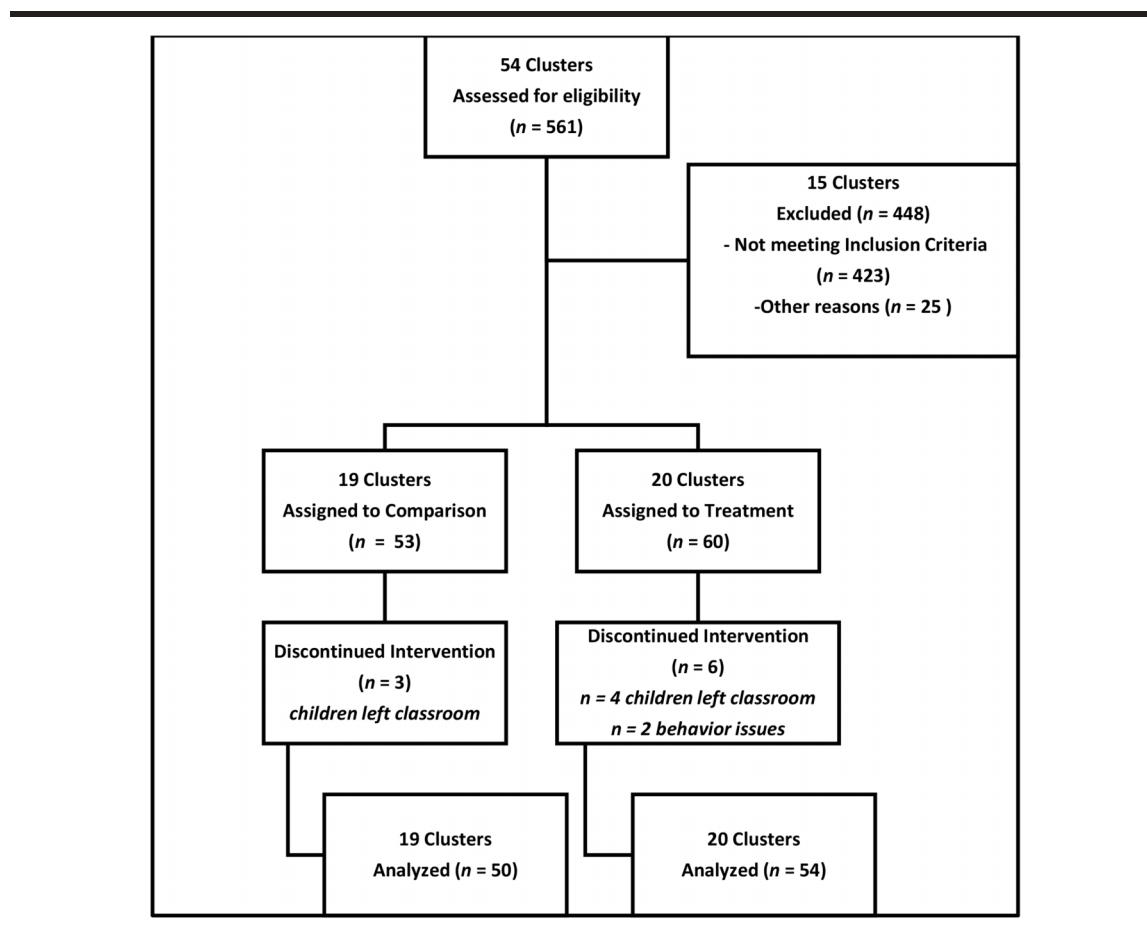 54 Clusters
Assessed for eligibility
(n = 561)
15 Clusters
Excluded (n = 448)
- Not meeting Inclusion Criteria
(n = 423)
-Other reasons (n = 25 )
19 Clusters
Assigned to Comparison
(n = 53)
20 Clusters
Assigned to Treatment
(n = 60)
Discontinued Intervention
(n = 3)
children left classroom
Discontinued Intervention
(n = 6)
n = 4 children left classroom
n = 2 behavior issues
19 Clusters
Analyzed (n = 50)
20 Clusters
Analyzed (n = 54)